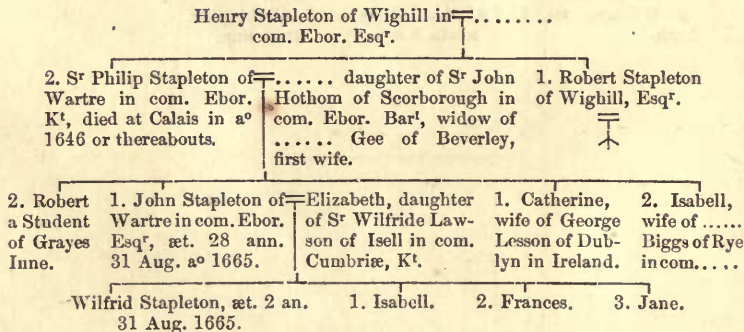 Henry Stapleton of Wighill in ........
com. Ebor. Esqʳ.
2. Sʳ Philip Stapleton of
Wartre in com. Ebor.
Kᵗ, died at Calais in aᵒ
1646 or thereabouts.
...... daughter of Sʳ John
Hothom of Scorborough in
com. Ebor. Barᵗ, widow of
...... Gee of Beverley,
first wife.
1. Robert Stapleton
of Wighill, Esqʳ.
2. Robert
a Student
of Grayes
Inne.
1. John Stapleton of
Wartre in com. Ebor.
Esqʳ, æt. 28 ann.
31 Aug. aᵒ 1665.
Elizabeth, daughter
of Sʳ Wilfride Law-
son of Isell in com.
Cumbriæ, Kᵗ.
1. Catherine,
wife of George
Lesson of Dub-
lyn in Ireland.
2. Isabell,
wife of ......
Biggs of Rye
in com.....
Wilfrid Stapleton, æt. 2 an.
31 Aug. 1665.
1. Isabell.
2. Frances.
3. Jane.